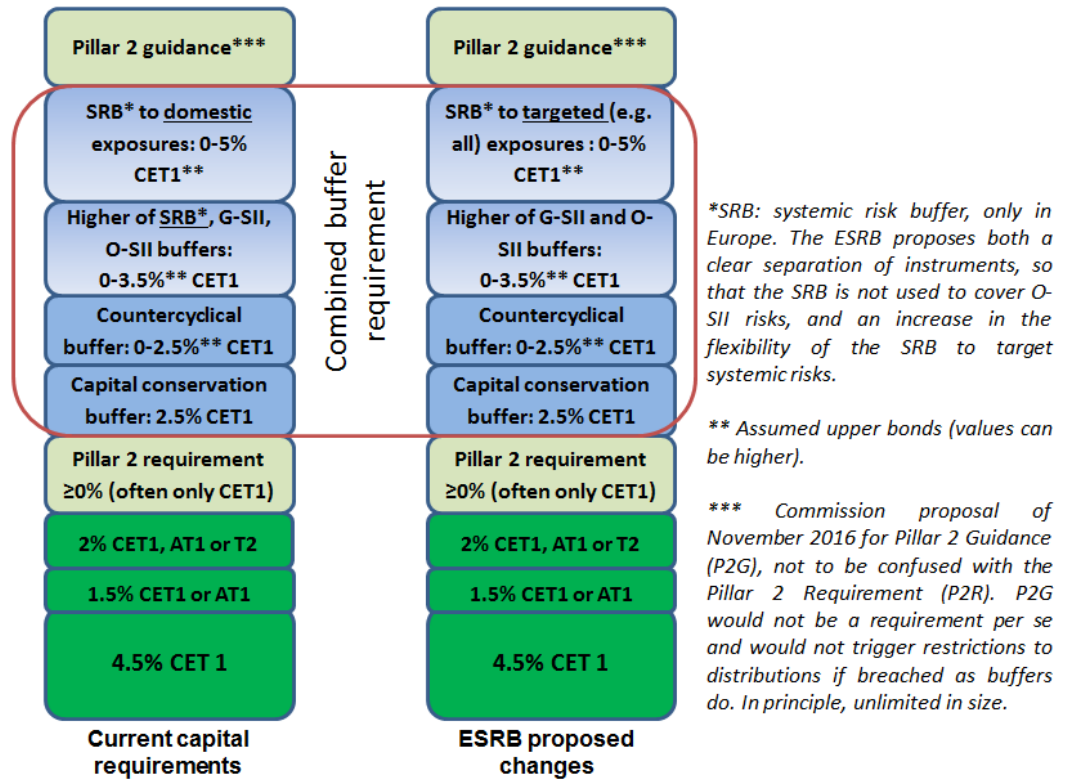 Pillar 2 guidance***
SRB* to domestic
exposures: 0-5%
CET1**
Higher of SRB*, G-SII,
O-SII buffers:
0-3.5%** CET1
Countercyclical
buffer: 0-2.5%** CET1
Capital conservation
buffer: 2.5% CET1
Pillar 2 requirement
≥0% (often only CET1)
2% CET1, AT1 or T2
1.5% CET1 or AT1
4.5% CET 1
Current capital
requirements
Combined buffer
requirement
Pillar 2 guidance***
SRB* to targeted (e.g.
all) exposures : 0-5%
CET1**
Higher of G-SII and O-
SII buffers:
0-3.5%** CET1
Countercyclical
buffer: 0-2.5%** CET1
Capital conservation
buffer: 2.5% CET1
Pillar 2 requirement
≥0% (often only CET1)
2% CET1, AT1 or T2
1.5% CET1 or AT1
4.5% CET 1
ESRB proposed
changes
*SRB: systemic risk buffer, only in
Europe. The ESRB proposes both a
clear separation of instruments, so
that the SRB is not used to cover O-
SII risks, and an increase in the
flexibility of the SRB to target
systemic risks.
** Assumed upper bonds (values can
be higher).
*** Commission proposal of
November 2016 for Pillar 2 Guidance
(P2G), not to be confused with the
Pillar 2 Requirement (P2R). P2G
would not be a requirement per se
and would not trigger restrictions to
distributions if breached as buffers
do. In principle, unlimited in size.